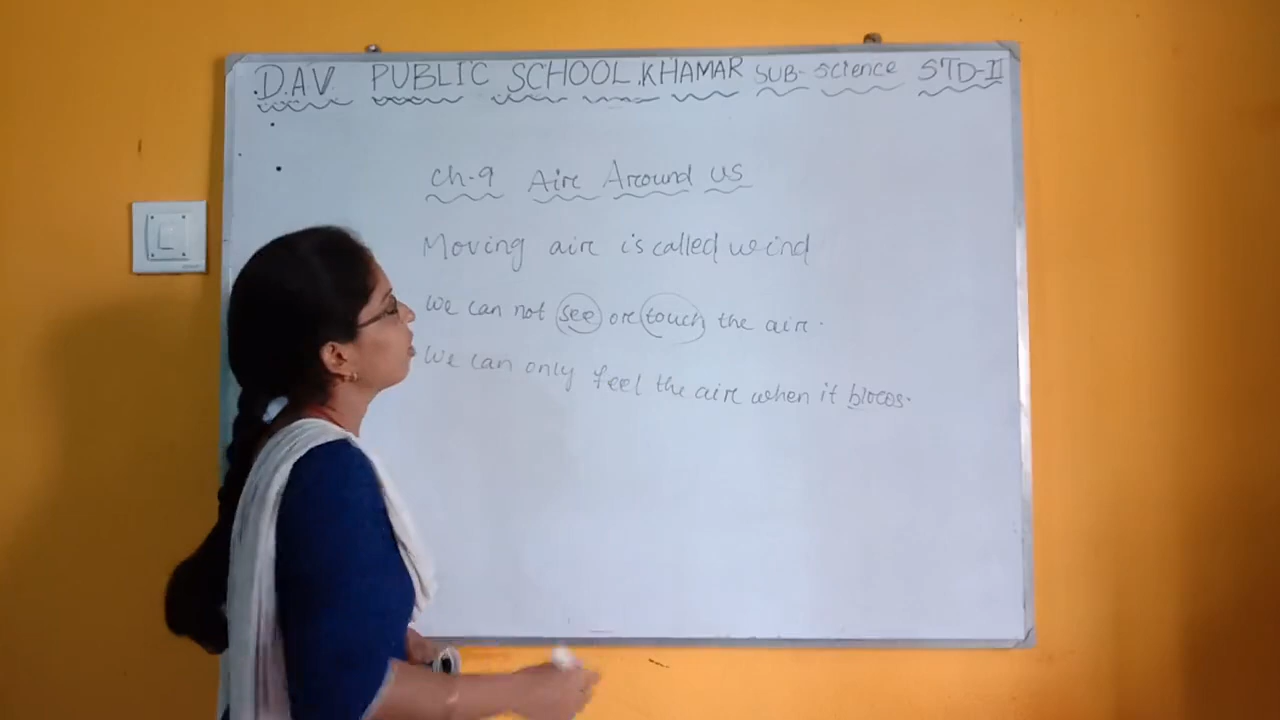 D.A.V. PUBLIC SCHOOL.KHAMAR SUB-Science STD-II
Ch-9 Air Around us
Moving air is called wind
We can not see or touch the air.
We can only feel the air when it blows.